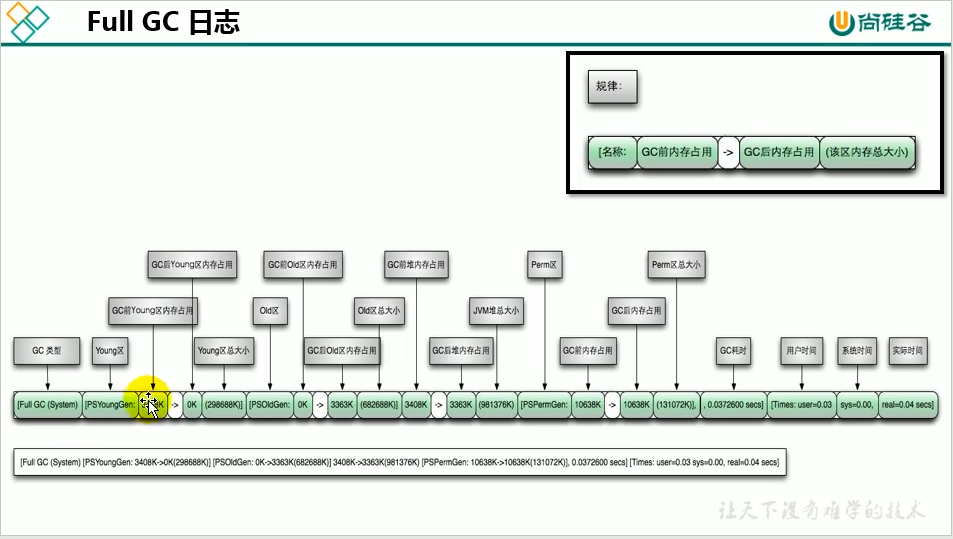 Full GC 日志
尚硅谷
规律：
[名称: GC前内存占用 -> GC后内存占用 (该区内存总大小)
GC后Young区内存占用 GC前Old区内存占用 GC前堆内存占用 Perm区 Perm区总大小
GC前Young区内存占用 Old区 Old区总大小 JVM堆总大小 GC后内存占用
GC 类型 Young区 Young区总大小 GC后Old区内存占用 GC后堆内存占用 GC前内存占用 GC耗时 用户时间 系统时间 实际时间
[Full GC (System) [PSYoungGen: -> 0K (298688K)] [PSOldGen: 0K -> 3363K (682688K)] 3408K -> 3363K (981376K) [PSPermGen: 10638K -> 10638K (131072K)], , 0.0372600 secs] [Times: user=0.03 sys=0.00, real=0.04 secs]
[Full GC (System) [PSYoungGen: 3408K->0K(298688K)] [PSOldGen: 0K->3363K(682688K)] 3408K->3363K(981376K) [PSPermGen: 10638K->10638K(131072K)], 0.0372600 secs] [Times: user=0.03 sys=0.00, real=0.04 secs]
让天下没有难学的技术